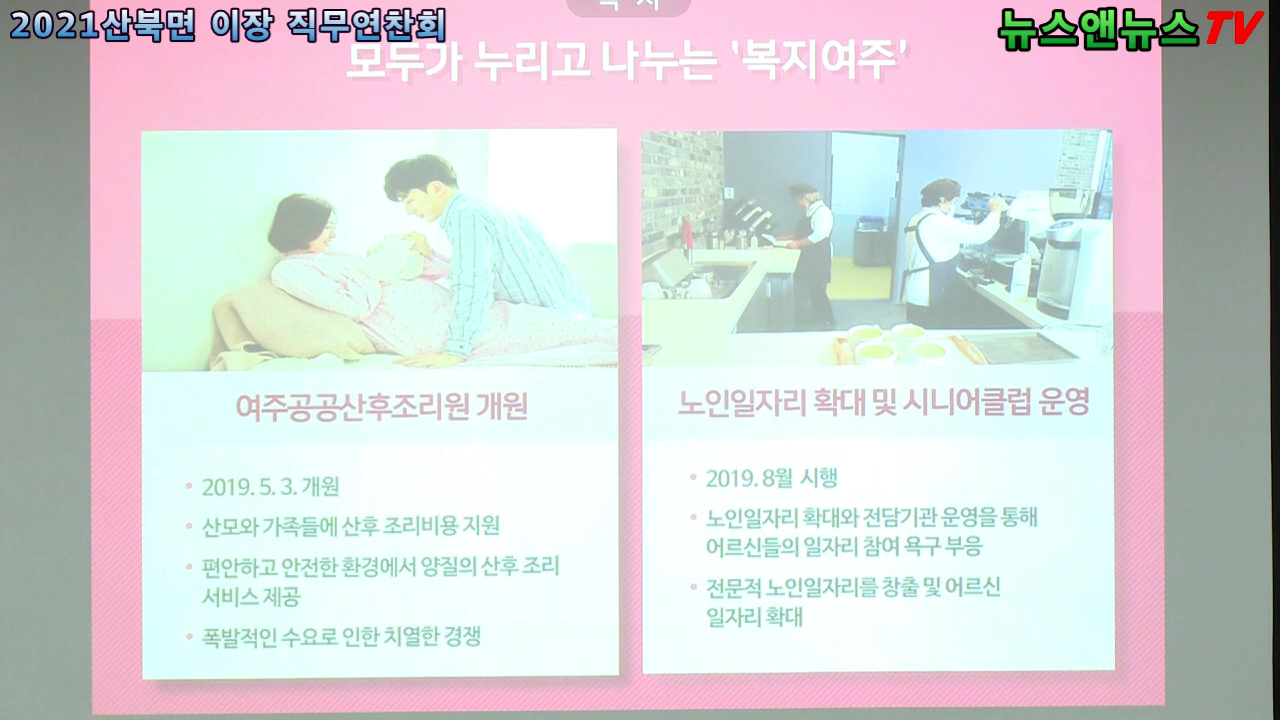 2021산북면 이장 직무연찬회
뉴스앤뉴스TV
모두가 누리고 나누는 '복지여주'
여주공공산후조리원 개원
• 2019. 5. 3. 개원
• 산모와 가족들에 산후 조리비용 지원
• 편안하고 안전한 환경에서 양질의 산후 조리
서비스 제공
• 폭발적인 수요로 인한 치열한 경쟁
노인일자리 확대 및 시니어클럽 운영
• 2019. 8월 시행
• 노인일자리 확대와 전담기관 운영을 통해
어르신들의 일자리 참여 욕구 부응
• 전문적 노인일자리를 창출 및 어르신
일자리 확대